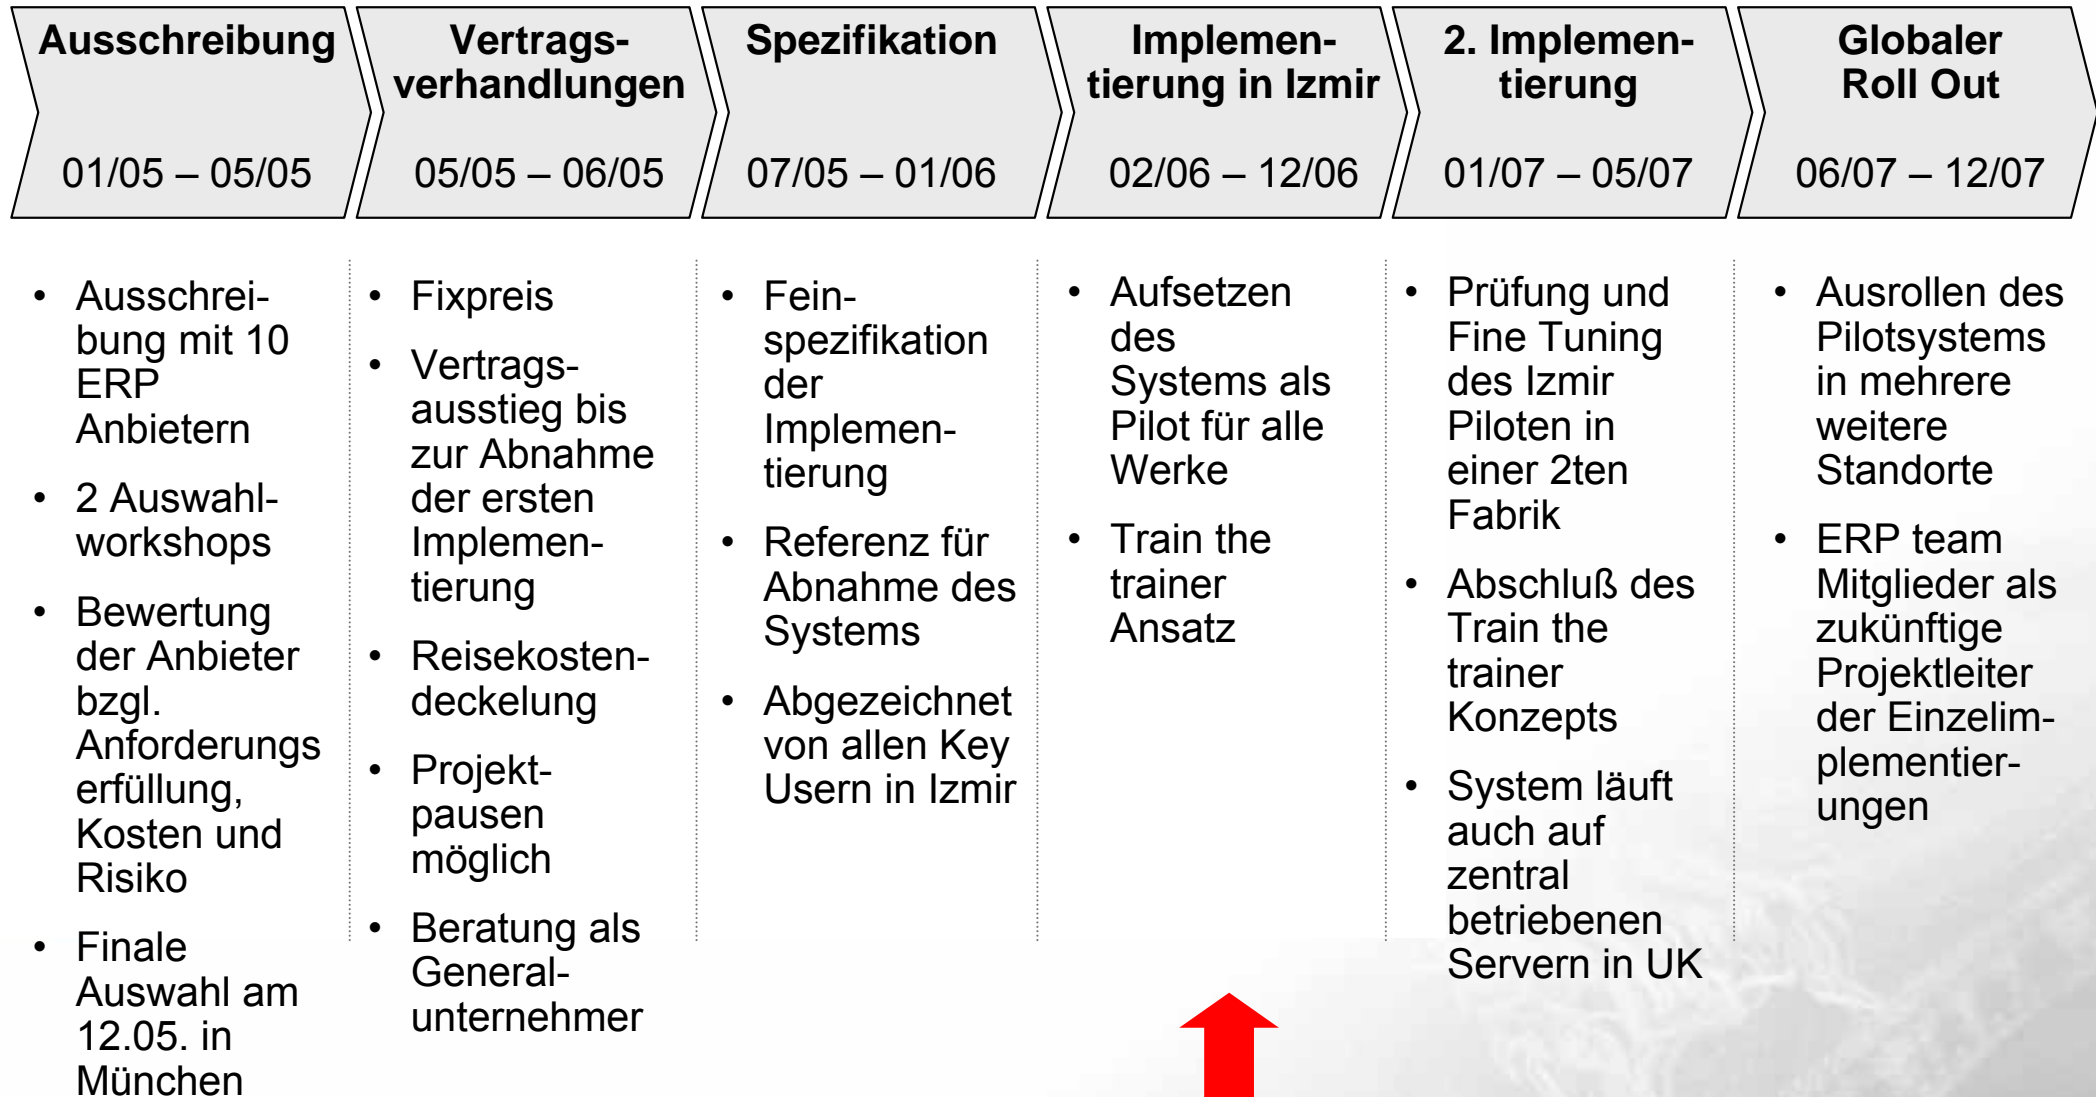 Ausschreibung
01/05 – 05/05
Vertrags-
verhandlungen
05/05 – 06/05
Spezifikation
07/05 – 01/06
Implemen-
tierung in Izmir
02/06 – 12/06
2. Implemen-
tierung
01/07 – 05/07
Globaler
Roll Out
06/07 – 12/07
• Ausschrei-
bung mit 10
ERP
Anbietern
• 2 Auswahl-
workshops
• Bewertung
der Anbieter
bzgl.
Anforderungs
erfüllung,
Kosten und
Risiko
• Finale
Auswahl am
12.05. in
München
• Fixpreis
• Vertrags-
ausstieg bis
zur Abnahme
der ersten
Implemen-
tierung
• Reisekosten-
deckelung
• Projekt-
pausen
möglich
• Beratung als
General-
unternehmer
• Fein-
spezifikation
der
Implemen-
tierung
• Referenz für
Abnahme des
Systems
• Abgezeichnet
von allen Key
Usern in Izmir
• Aufsetzen
des
Systems als
Pilot für alle
Werke
• Train the
trainer
Ansatz
• Prüfung und
Fine Tuning
des Izmir
Piloten in
einer 2ten
Fabrik
• Abschluß des
Train the
trainer
Konzepts
• System läuft
auch auf
zentral
betriebenen
Servern in UK
• Ausrollen des
Pilotsystems
in mehrere
weitere
Standorte
• ERP team
Mitglieder als
zukünftige
Projektleiter
der Einzelim-
plementier-
ungen